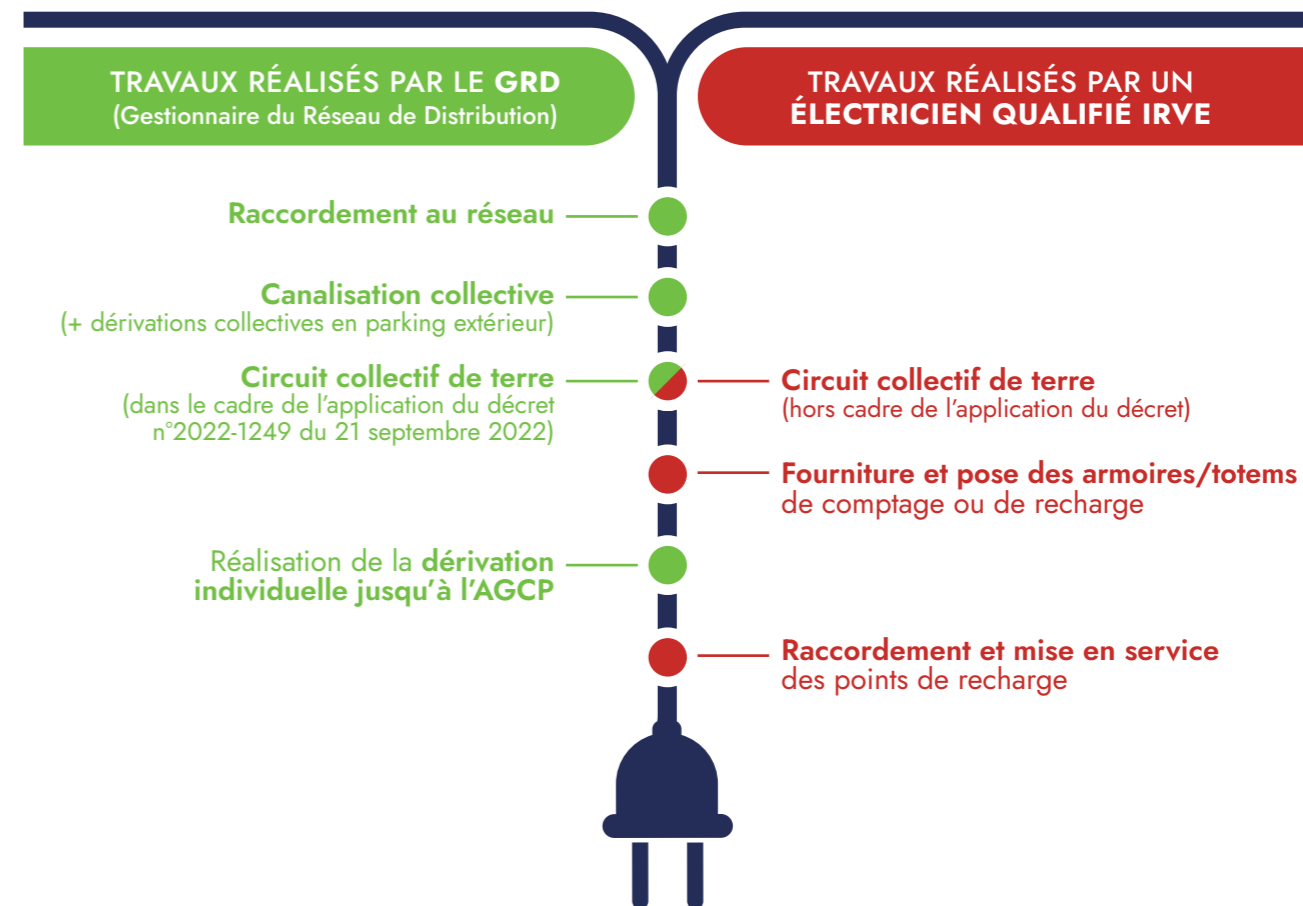 TRAVAUX RÉALISÉS PAR LE GRD
(Gestionnaire du Réseau de Distribution)
TRAVAUX RÉALISÉS PAR UN
ÉLECTRICIEN QUALIFIÉ IRVE
Raccordement au réseau
Canalisation collective
(+ dérivations collectives en parking extérieur)
Circuit collectif de terre
(dans le cadre de l’application du décret
n°2022-1249 du 21 septembre 2022)
Circuit collectif de terre
(hors cadre de l’application du décret)
Fourniture et pose des armoires/totems
de comptage ou de recharge
Réalisation de la dérivation
individuelle jusqu’à l’AGCP
Raccordement et mise en service
des points de recharge